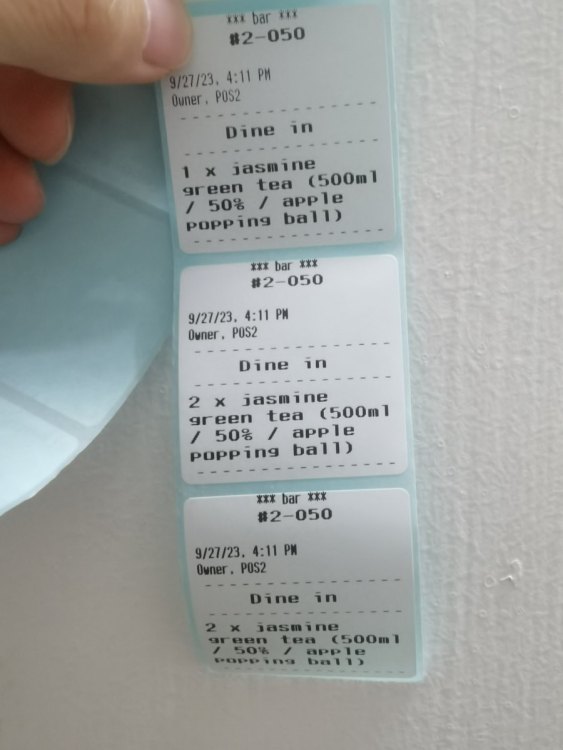 *** bar ***
#2-050
9/27/23, 4:11 PM
Owner, POS2
Dine in
1 x jasmine
green tea (500ml
/ 50% / apple
popping ball)
*** bar ***
#2-050
9/27/23, 4:11 PM
Owner, POS2
Dine in
2 x jasmine
green tea (500ml
/ 50% / apple
popping ball)
*** bar ***
#2-050
9/27/23, 4:11 PM
Owner, POS2
Dine in
2 x jasmine
green tea (500ml
/ 50% / apple
popping ball)